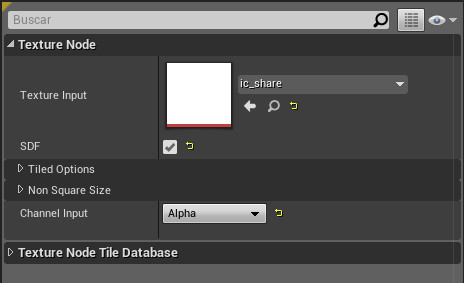 Buscar
Texture Node
Texture Input
ic_share
SDF
Tiled Options
Non Square Size
Channel Input
Alpha
Texture Node Tile Database